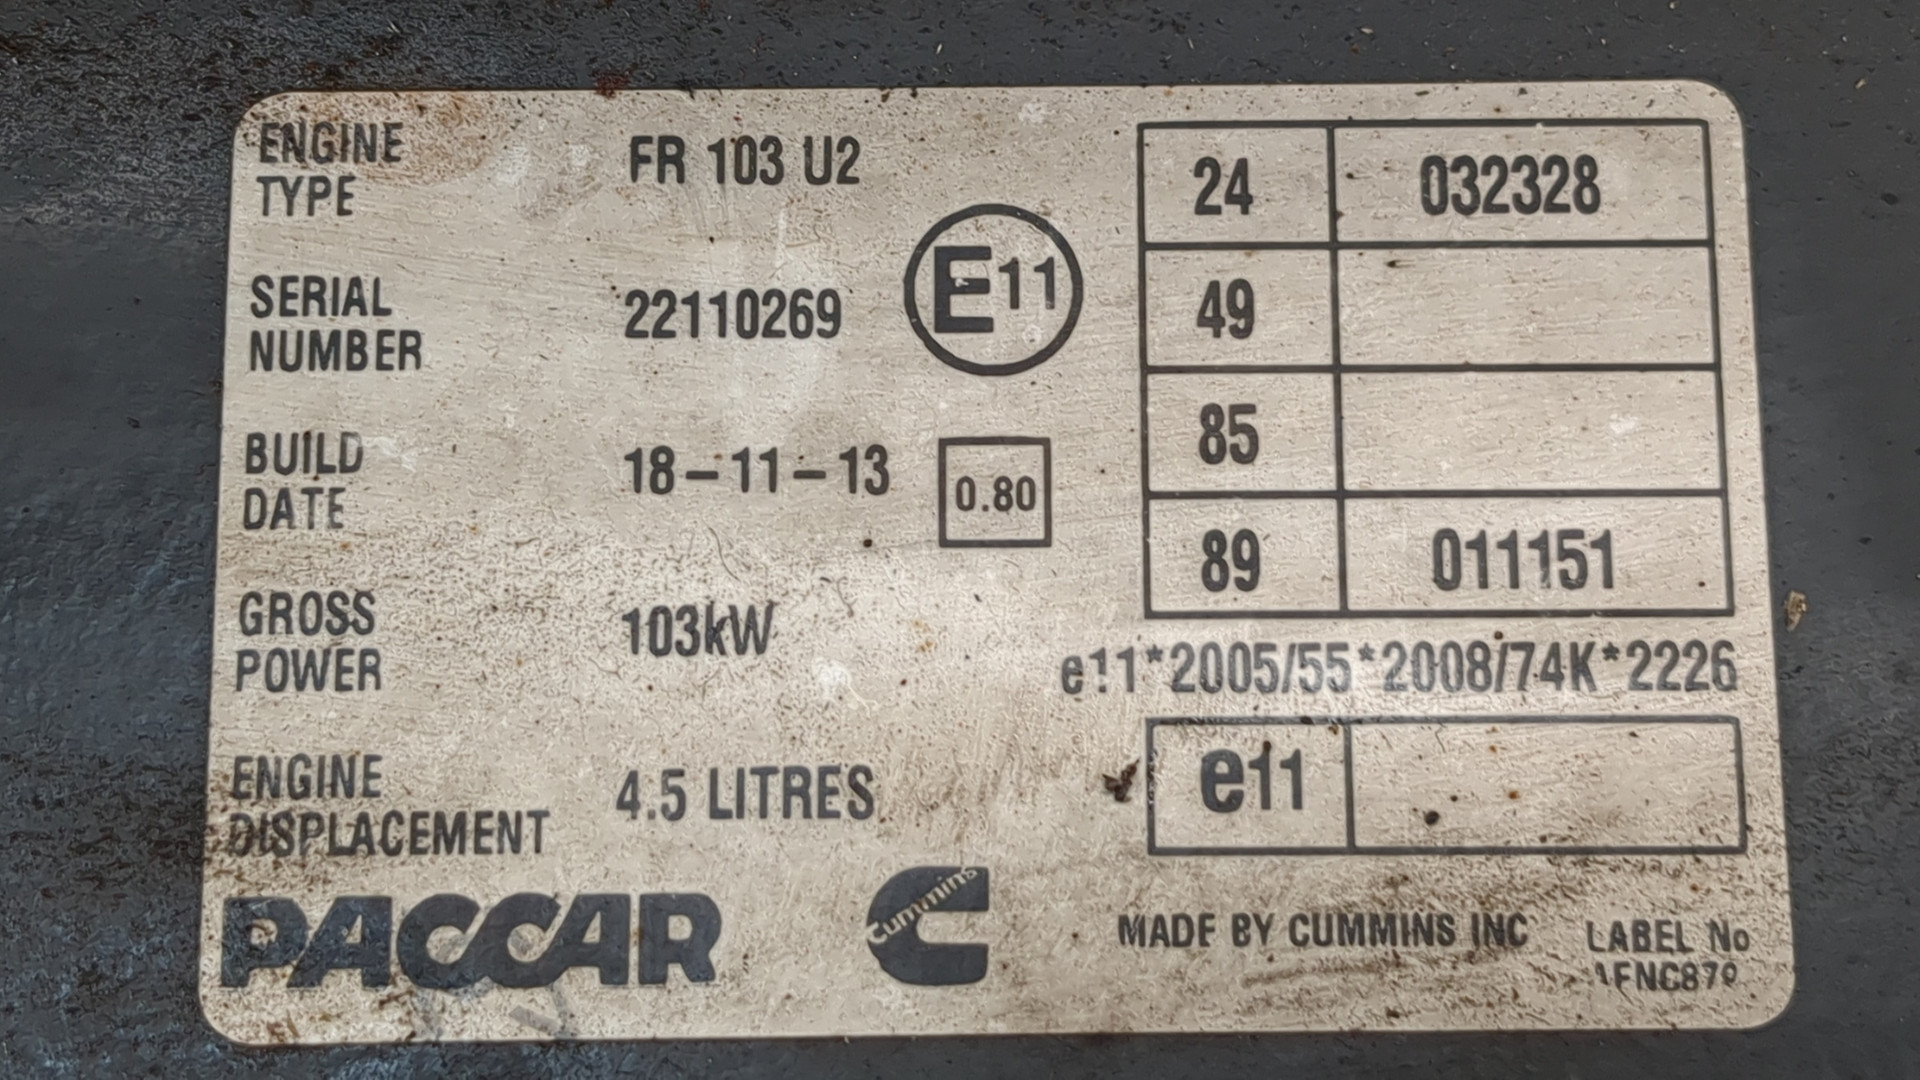 ENGINE TYPE FR 103 U2
SERIAL NUMBER 22110269
BUILD DATE 18-11-13
GROSS POWER 103kW
ENGINE DISPLACEMENT 4.5 LITRES
E11
0.80
24 032328
49
85
89 011151
e11*2005/55*2008/74K*2226
e11
PACCAR
Cummins
MADE BY CUMMINS INC
LABEL No